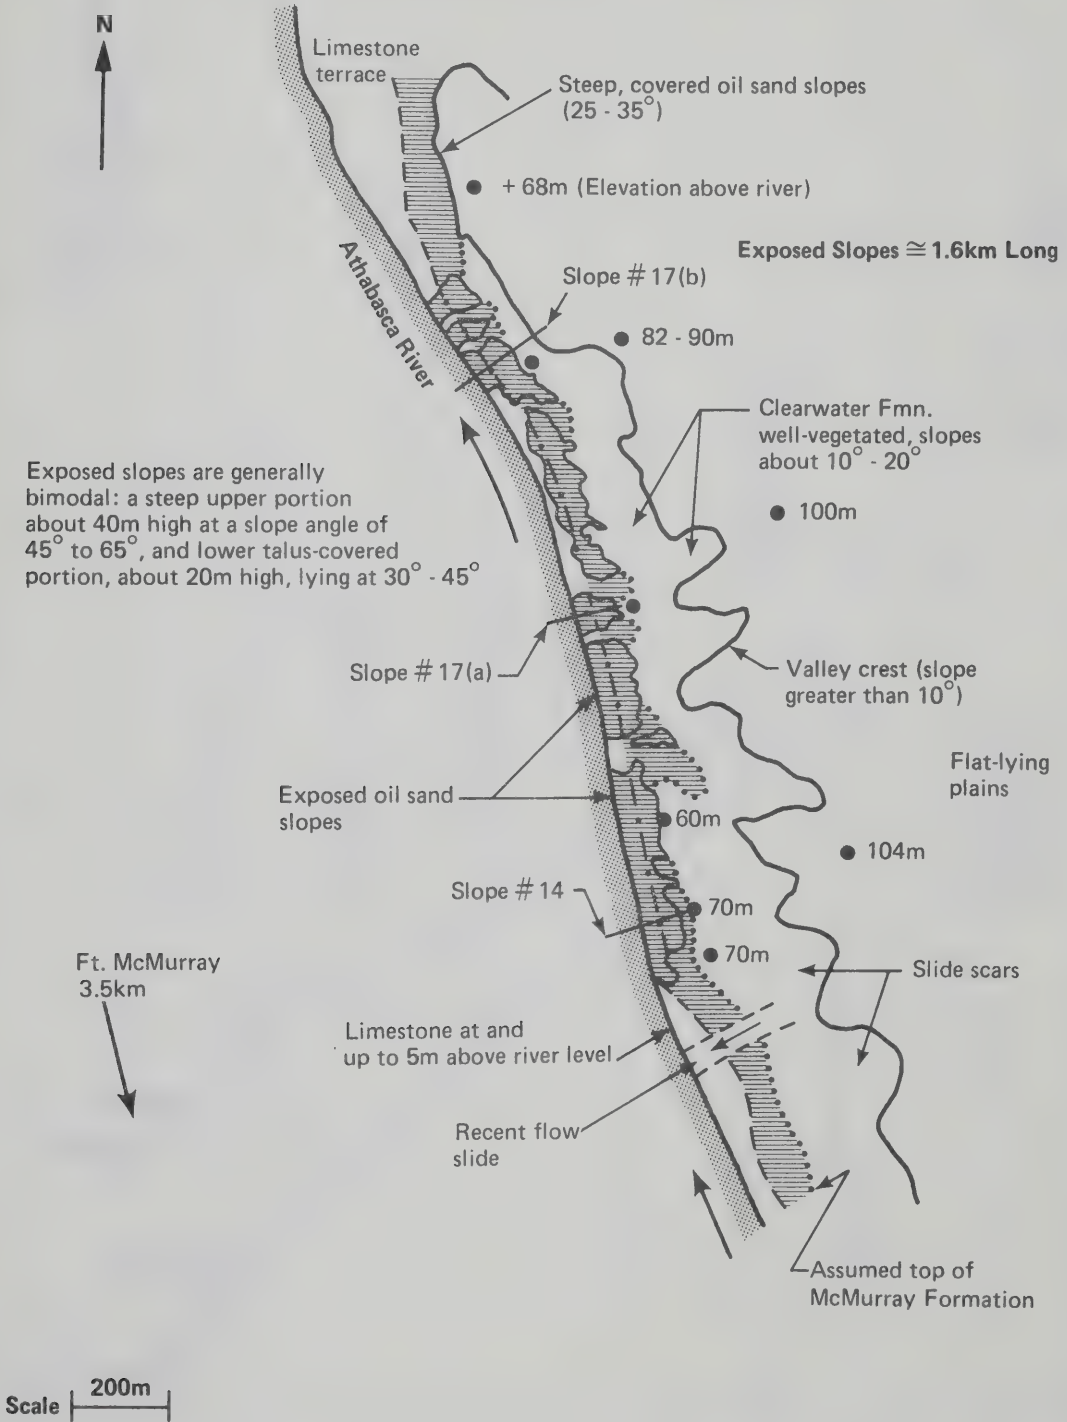 N
Limestone
terrace
Steep, covered oil sand slopes
(25 - 35°)
+ 68m (Elevation above river)
Exposed Slopes ≅ 1.6km Long
Athabasca River
Slope # 17(b)
82 - 90m
Clearwater Fmn.
well-vegetated, slopes
about 10° - 20°
Exposed slopes are generally
bimodal: a steep upper portion
about 40m high at a slope angle of
45° to 65°, and lower talus-covered
portion, about 20m high, lying at 30° - 45°
100m
Slope # 17(a)
Valley crest (slope
greater than 10°)
Flat-lying
plains
Exposed oil sand
slopes
60m
104m
Slope # 14
70m
70m
Ft. McMurray
3.5km
Slide scars
Limestone at and
up to 5m above river level
Recent flow
slide
Assumed top of
McMurray Formation
Scale
200m